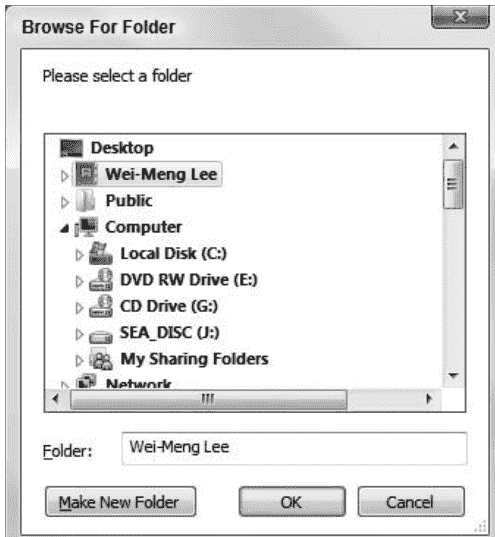 Browse For Folder
Please select a folder
Desktop
Wei-Meng Lee
Public
Computer
Local Disk (C:)
DVD RW Drive (E:)
CD Drive (G:)
SEA_DISC (J:)
My Sharing Folders
Network
Folder: Wei-Meng Lee
Make New Folder OK Cancel